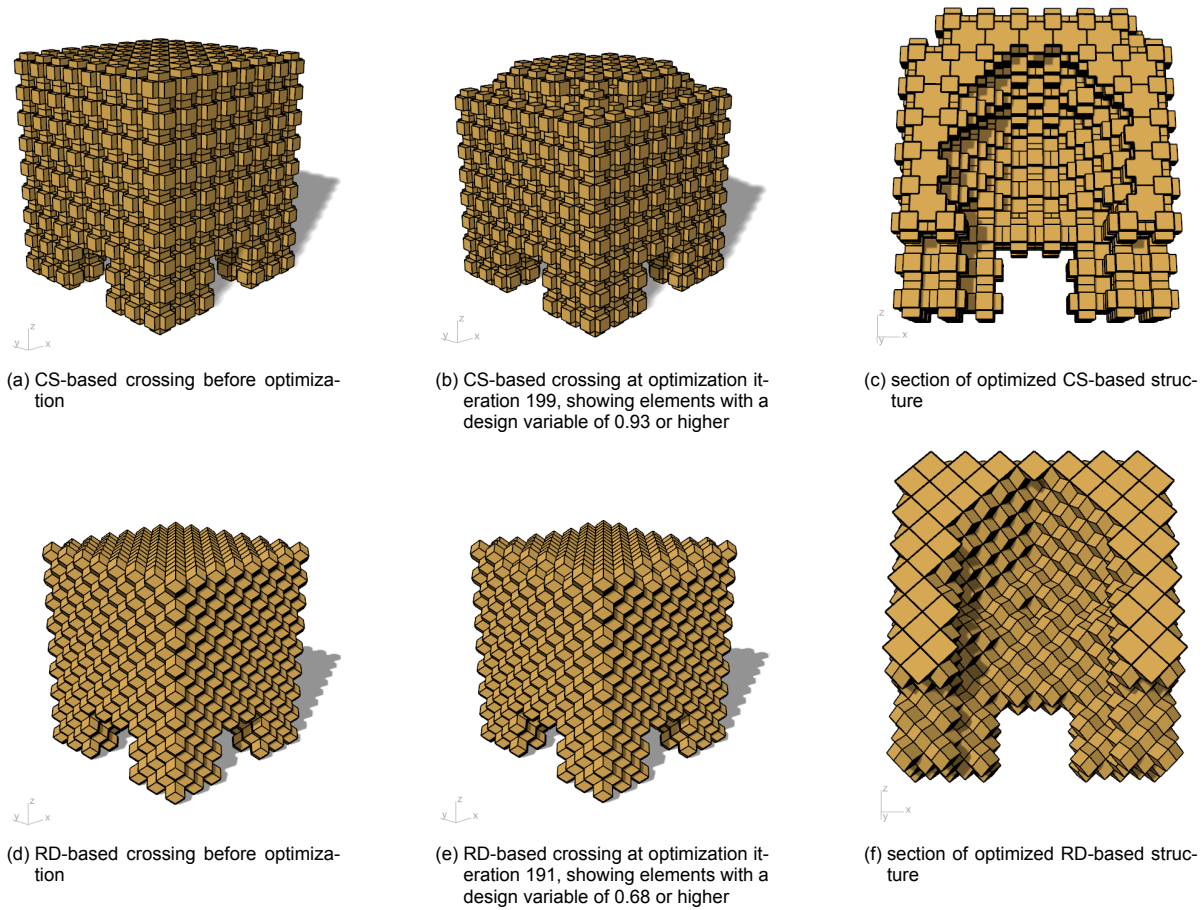 z
y
x
z
y
x
z
y
x
(a) CS-based crossing before optimiza-
tion
(b) CS-based crossing at optimization it-
eration 199, showing elements with a
design variable of 0.93 or higher
(c) section of optimized CS-based struc-
ture
z
y
x
z
y
x
z
y
x
(d) RD-based crossing before optimiza-
tion
(e) RD-based crossing at optimization it-
eration 191, showing elements with a
design variable of 0.68 or higher
(f) section of optimized RD-based struc-
ture